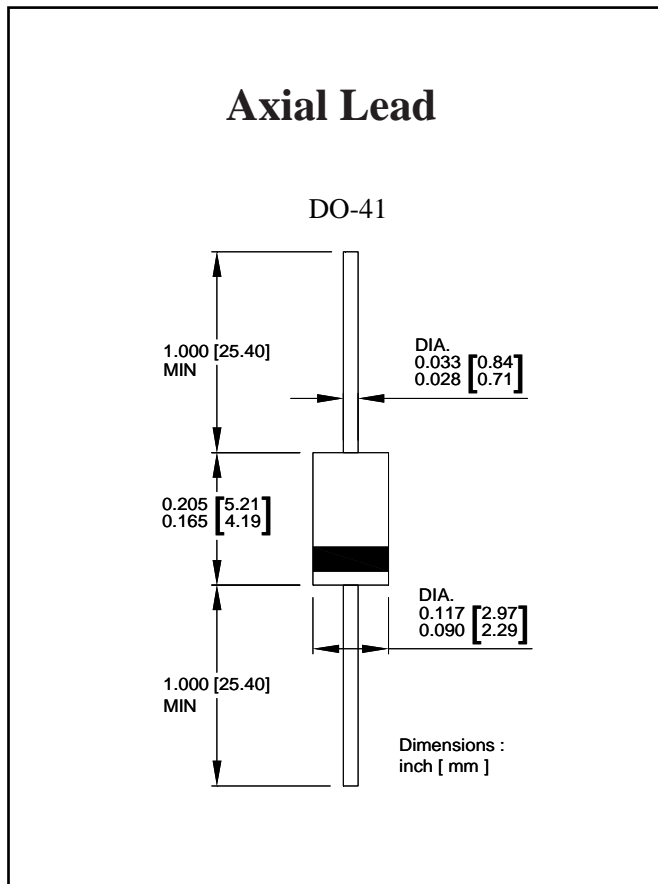 Axial Lead
DO-41
1.000 [25.40]
MIN
DIA.
0.033 [0.84]
0.028 [0.71]
0.205 [5.21]
0.165 [4.19]
DIA.
0.117 [2.97]
0.090 [2.29]
1.000 [25.40]
MIN
Dimensions :
inch [ mm ]